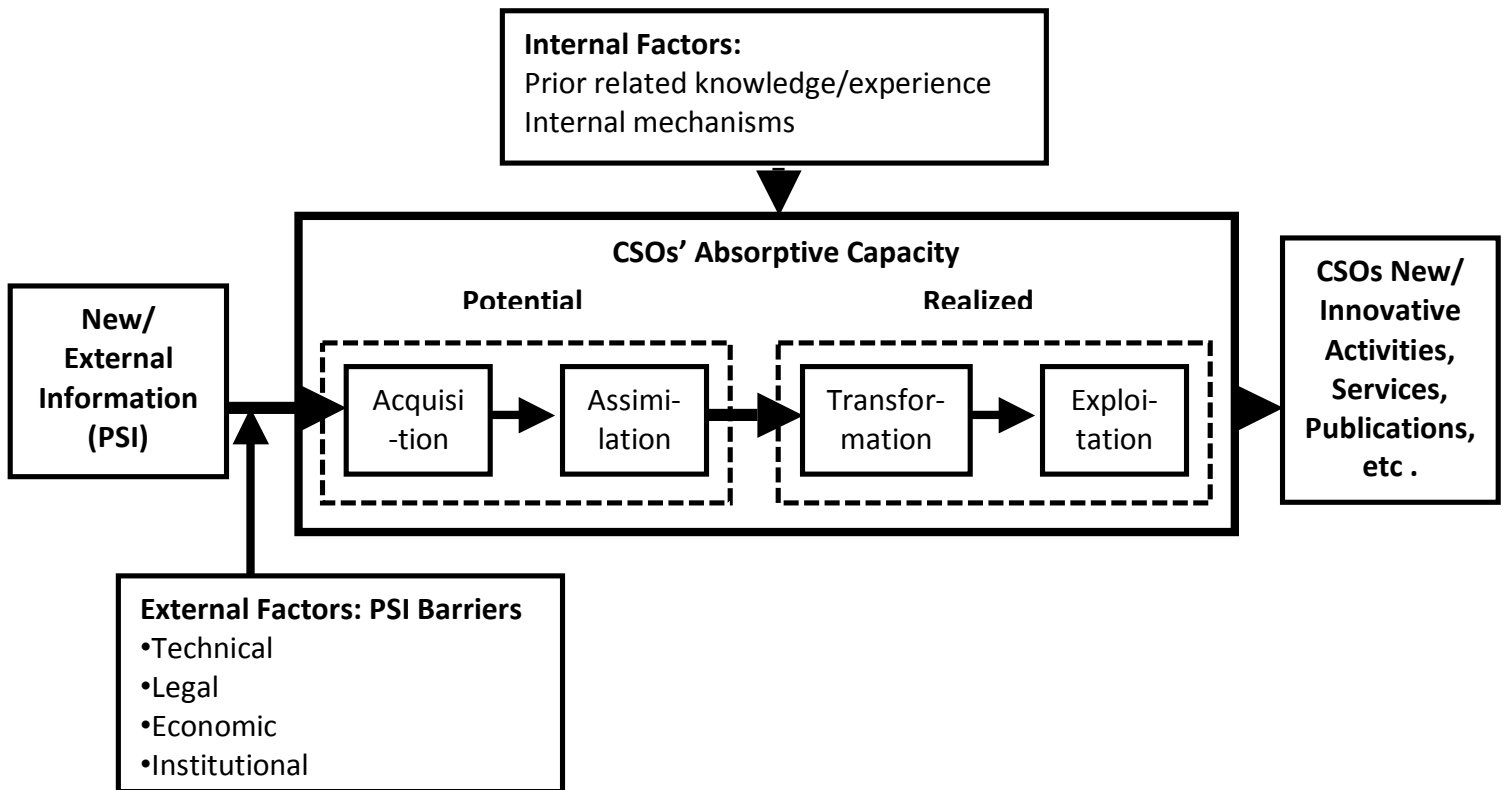 Internal Factors:
Prior related knowledge/experience
Internal mechanisms
CSOs’ Absorptive Capacity
Potential
Realized
New/
External
Information
(PSI)
Acquisi
-tion
Assimi-
lation
Transfor-
mation
Exploi-
tation
CSOs New/
Innovative
Activities,
Services,
Publications,
etc .
External Factors: PSI Barriers
•Technical
•Legal
•Economic
•Institutional